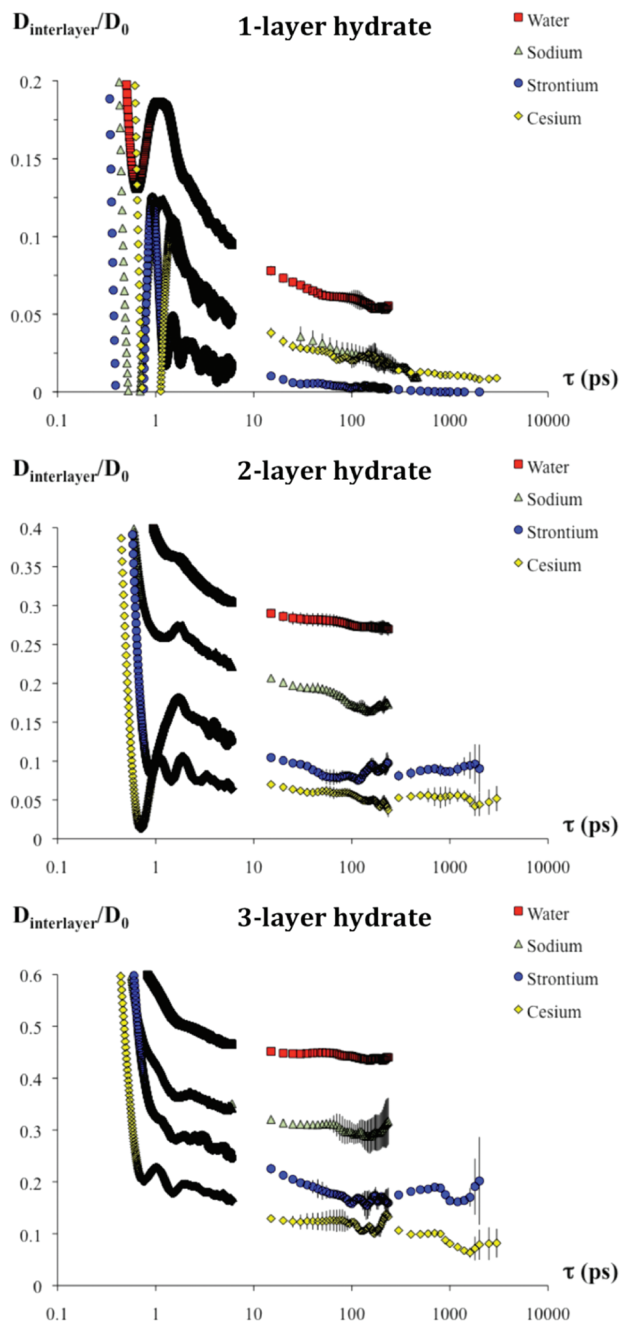 Dinterlayer/D0 1-layer hydrate
Water
Sodium
Strontium
Cesium
0.2
0.15
0.1
0.05
0
τ (ps)
0.1 1 10 100 1000 10000
Dinterlayer/D0 2-layer hydrate
Water
Sodium
Strontium
Cesium
0.4
0.35
0.3
0.25
0.2
0.15
0.1
0.05
0
τ (ps)
0.1 1 10 100 1000 10000
Dinterlayer/D0 3-layer hydrate
Water
Sodium
Strontium
Cesium
0.6
0.5
0.4
0.3
0.2
0.1
0
τ (ps)
0.1 1 10 100 1000 10000